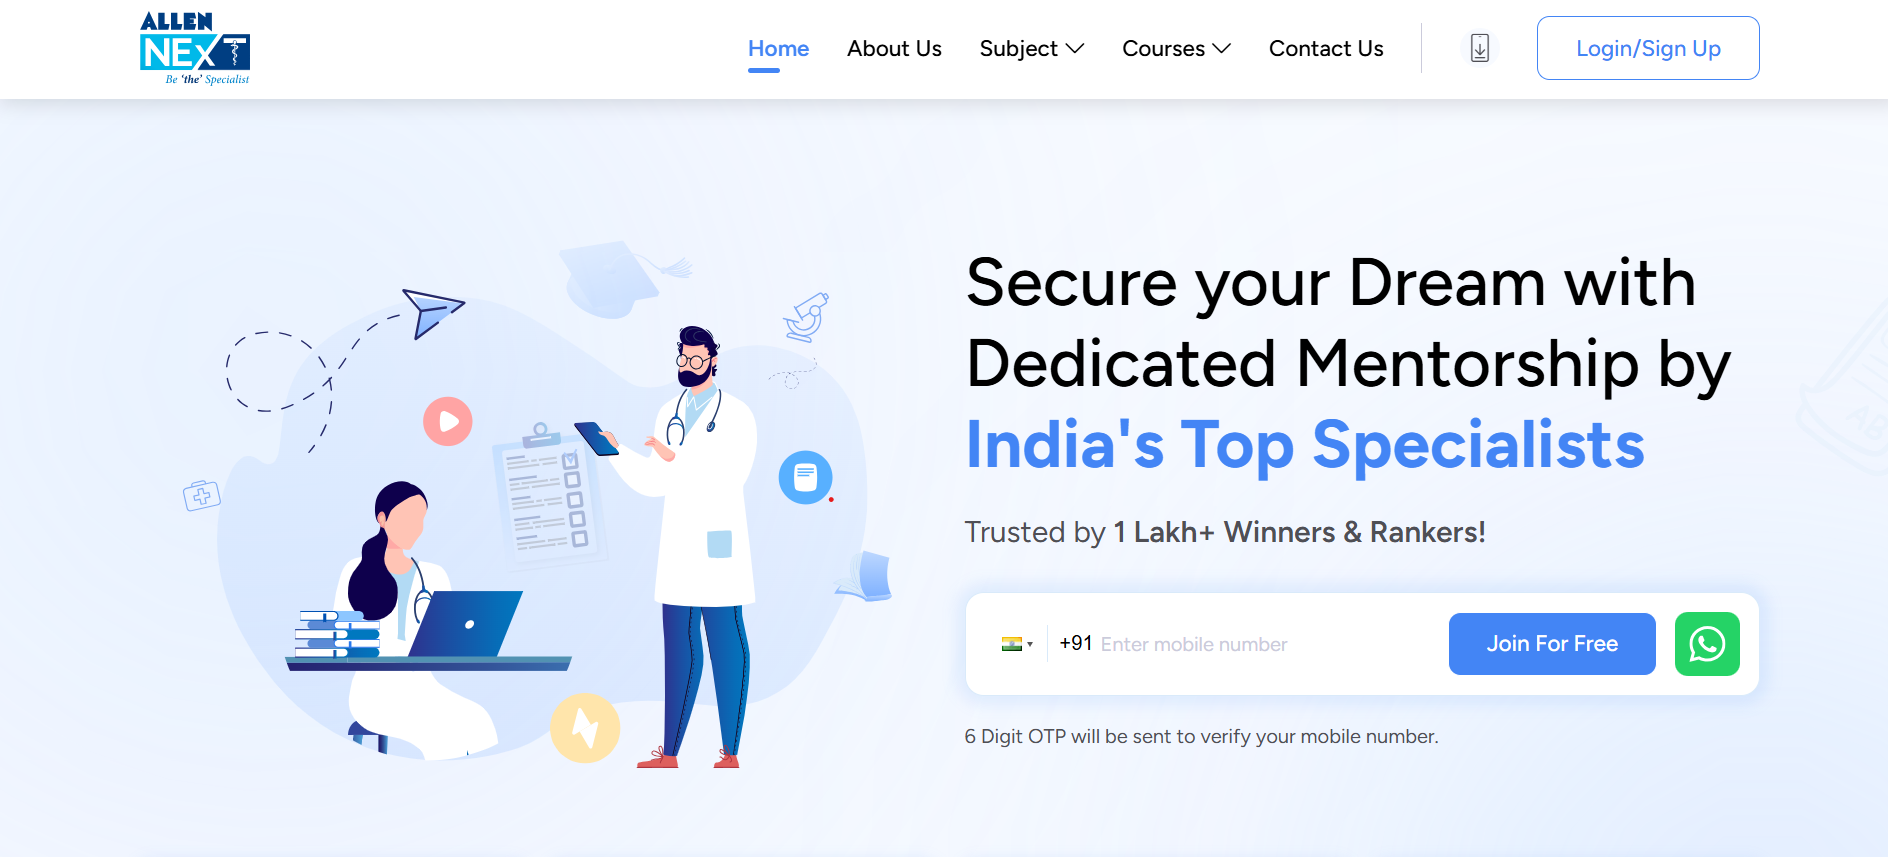 ALLEN
NExT
Be 'the' Specialist
Home
About Us
Subject
Courses
Contact Us
Login/Sign Up
Secure your Dream with
Dedicated Mentorship by
India's Top Specialists
Trusted by 1 Lakh+ Winners & Rankers!
+91 Enter mobile number
Join For Free
6 Digit OTP will be sent to verify your mobile number.
AB